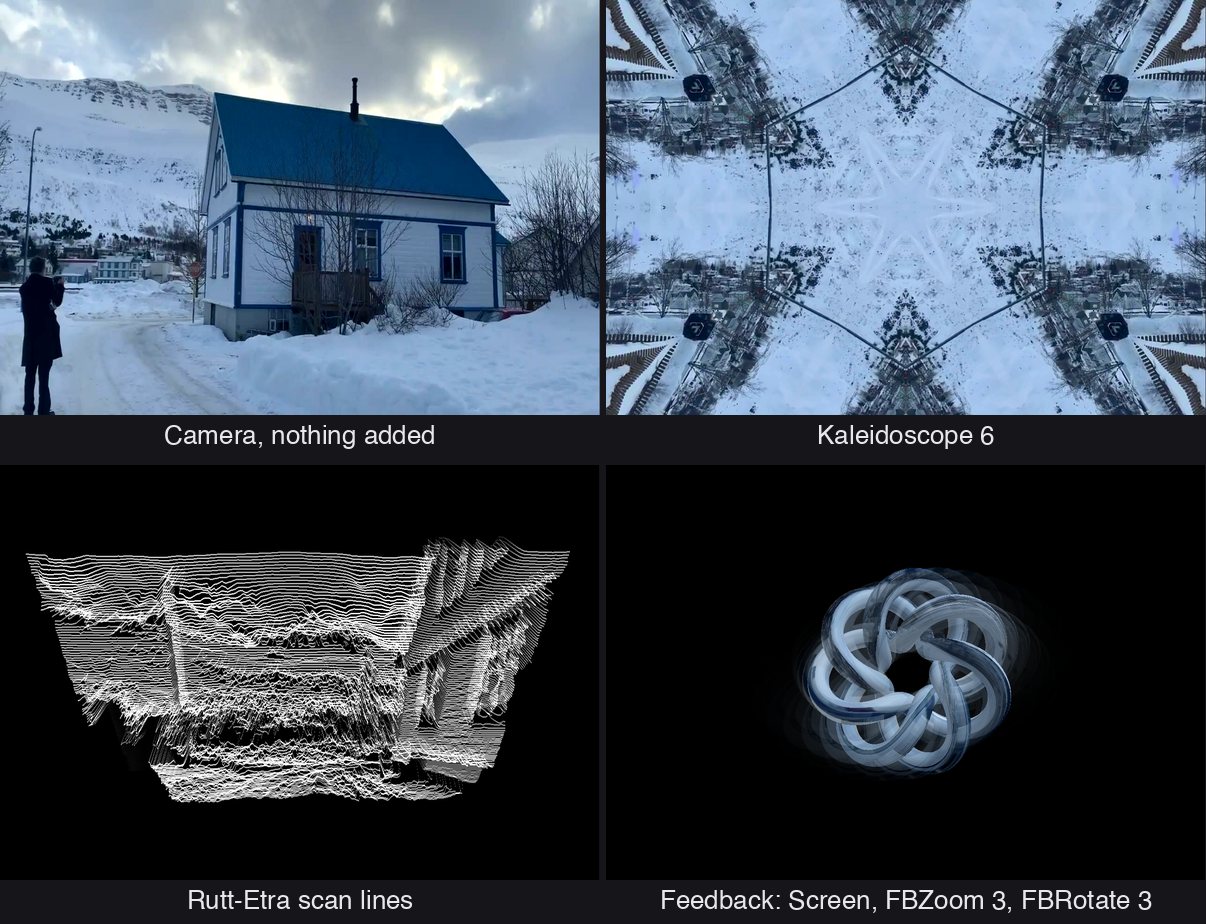 Camera, nothing added
Kaleidoscope 6
Rutt-Etra scan lines
Feedback: Screen, FBZoom 3, FBRotate 3